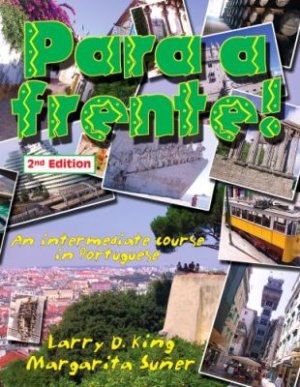 Para a
frente!
2nd Edition
An intermediate course
in Portuguese
Larry D. King
Margarita Suñer